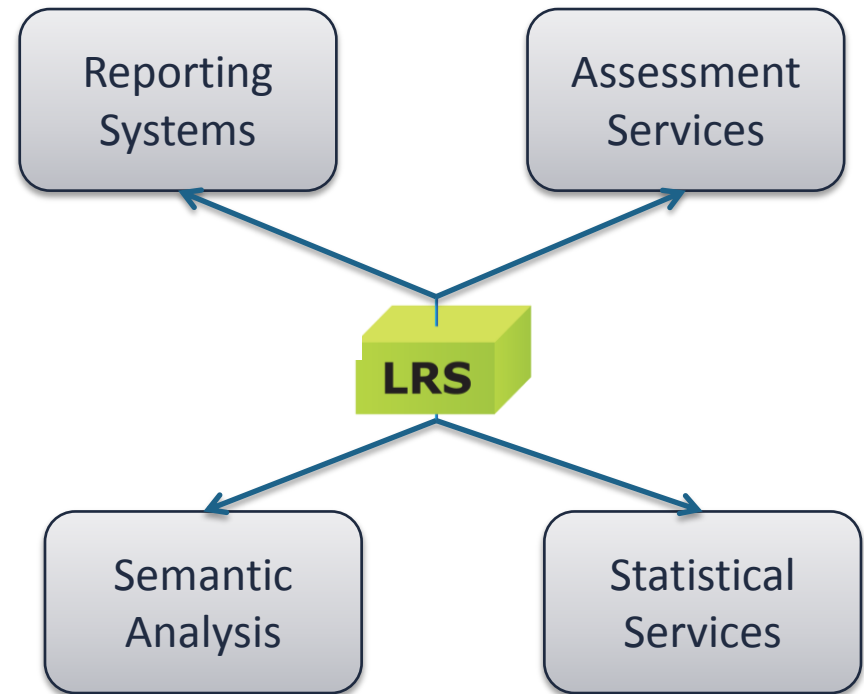 Reporting
Systems
Assessment
Services
LRS
Semantic
Analysis
Statistical
Services